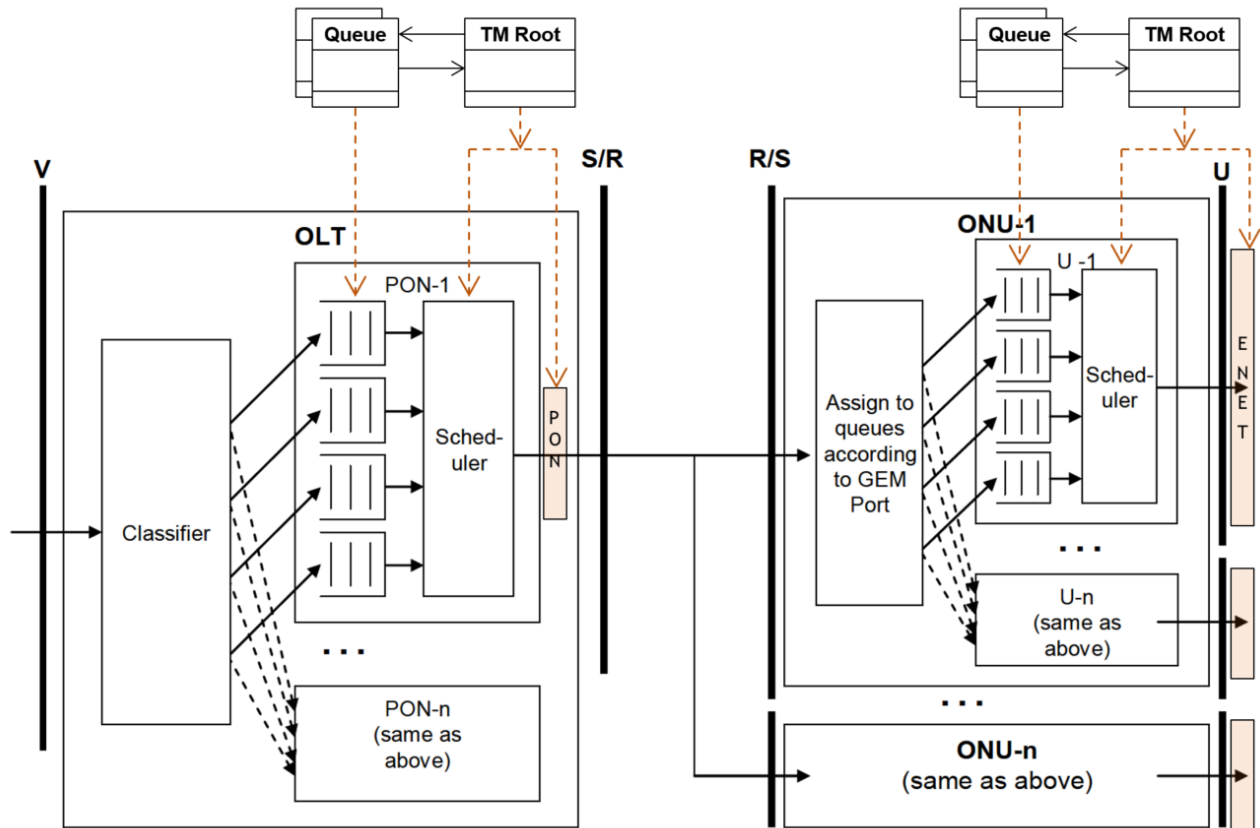 Queue
TM Root
Queue
TM Root
V
S/R
R/S
U
OLT
ONU-1
PON-1
U -1
Classifier
Sched-
uler
P
O
N
Assign to
queues
according
to GEM
Port
Sched-
uler
E
N
E
T
. . .
. . .
PON-n
(same as
above)
U-n
(same as
above)
. . .
ONU-n
(same as above)